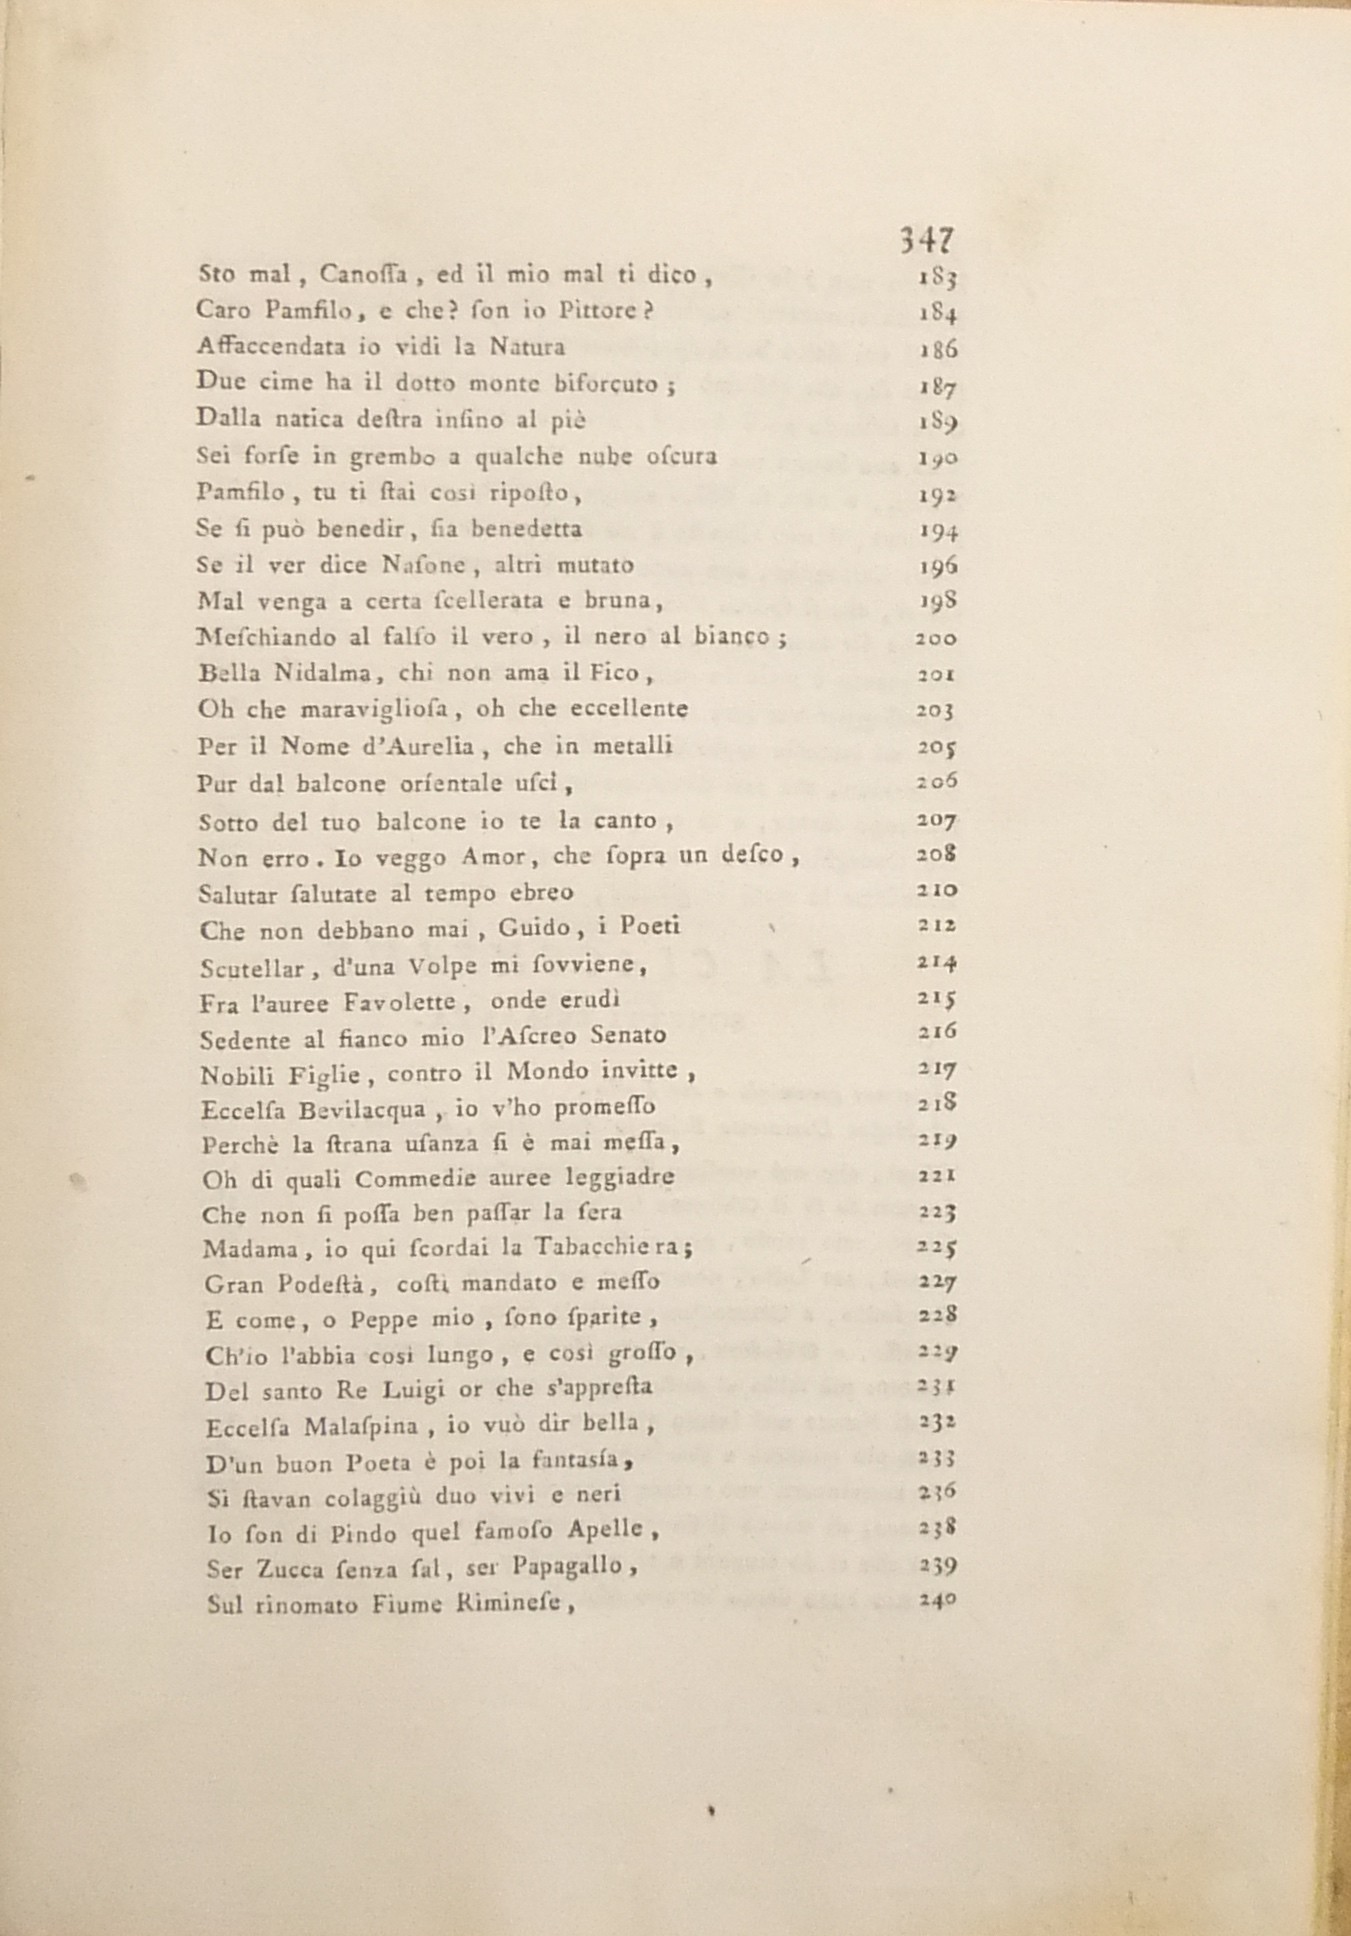 347
Sto mal, Canoſſa, ed il mio mal ti dico, 183
Caro Pamfilo, e che? ſon io Pittore? 184
Affaccendata io vidi la Natura 186
Due cime ha il dotto monte biforcuto; 187
Dalla natica deſtra inſino al piè 189
Sei forſe in grembo a qualche nube oſcura 190
Pamfilo, tu ti ſtai così ripoſto, 192
Se ſi può benedir, ſia benedetta 194
Se il ver dice Naſone, altri mutato 196
Mal venga a certa ſcellerata e bruna, 198
Meſchiando al falſo il vero, il nero al bianco; 200
Bella Nidalma, chi non ama il Fico, 201
Oh che maraviglioſa, oh che eccellente 203
Per il Nome d'Aurelia, che in metalli 205
Pur dal balcone orientale uſcì, 206
Sotto del tuo balcone io te la canto, 207
Non erro. Io veggo Amor, che ſopra un deſco, 208
Salutar ſalutate al tempo ebreo 210
Che non debbano mai, Guido, i Poeti 212
Scutellar, d'una Volpe mi ſovviene, 214
Fra l'auree Favolette, onde erudì 215
Sedente al fianco mio l'Aſcreo Senato 216
Nobili Figlie, contro il Mondo invitte, 217
Eccelſa Bevilacqua, io v'ho promeſſo 218
Perchè la ſtrana uſanza ſi è mai meſſa, 219
Oh di quali Commedie auree leggiadre 221
Che non ſi poſſa ben paſſar la ſera 223
Madama, io qui ſcordai la Tabacchiera; 225
Gran Podeſtà, coſtì mandato e meſſo 227
E come, o Peppe mio, ſono ſparite, 228
Ch'io l'abbia così lungo, e così groſſo, 229
Del santo Re Luigi or che s'appreſta 231
Eccelſa Malaſpina, io vuò dir bella, 232
D'un buon Poeta è poi la fantasía, 233
Si ſtavan colaggiù duo vivi e neri 236
Io ſon di Pindo quel famoſo Apelle, 238
Ser Zucca ſenza ſal, ser Papagallo, 239
Sul rinomato Fiume Rimineſe, 240